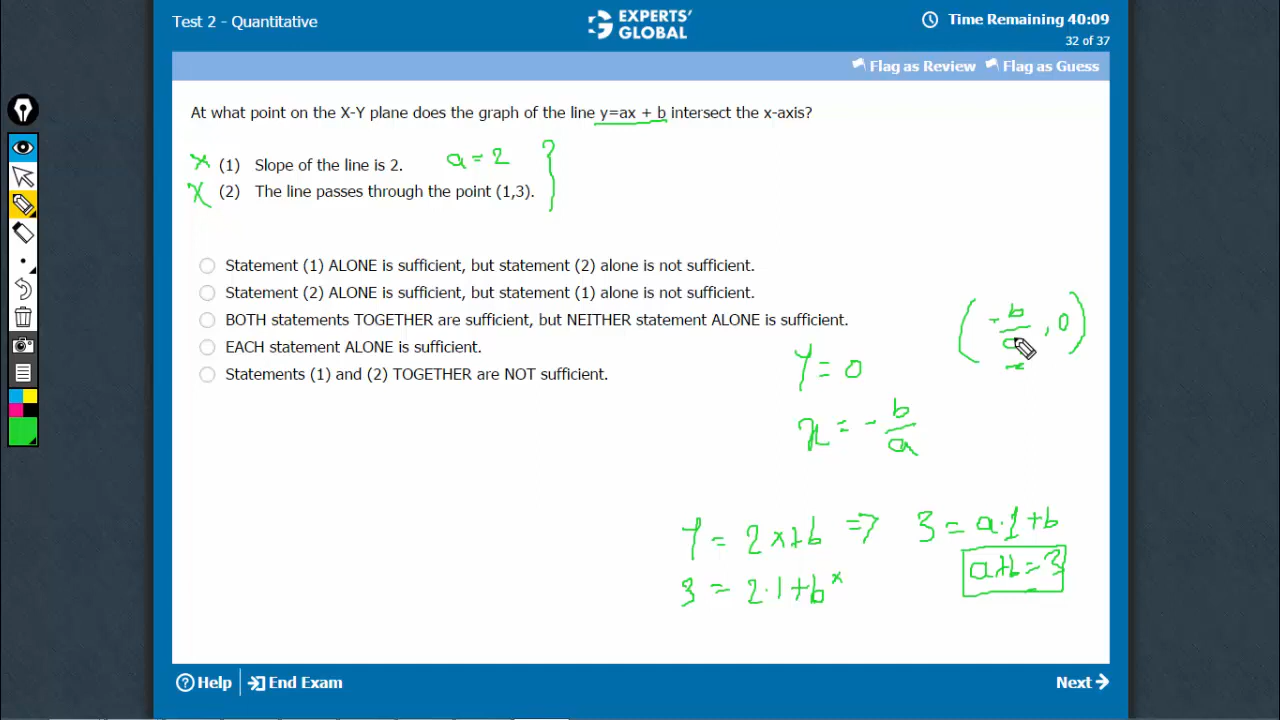 Test 2 - Quantitative
EXPERTS'
GLOBAL
Time Remaining 40:09
32 of 37
Flag as Review
Flag as Guess
At what point on the X-Y plane does the graph of the line y=ax + b intersect the x-axis?
x (1) Slope of the line is 2. a = 2
x (2) The line passes through the point (1,3).
Statement (1) ALONE is sufficient, but statement (2) alone is not sufficient.
Statement (2) ALONE is sufficient, but statement (1) alone is not sufficient.
BOTH statements TOGETHER are sufficient, but NEITHER statement ALONE is sufficient.
EACH statement ALONE is sufficient.
Statements (1) and (2) TOGETHER are NOT sufficient.
(-b/a, 0)
y = 0
x = -b/a
y = 2x+b => 3 = a·1+b
3 = 2·1+b x
a+b=3
Help
End Exam
Next